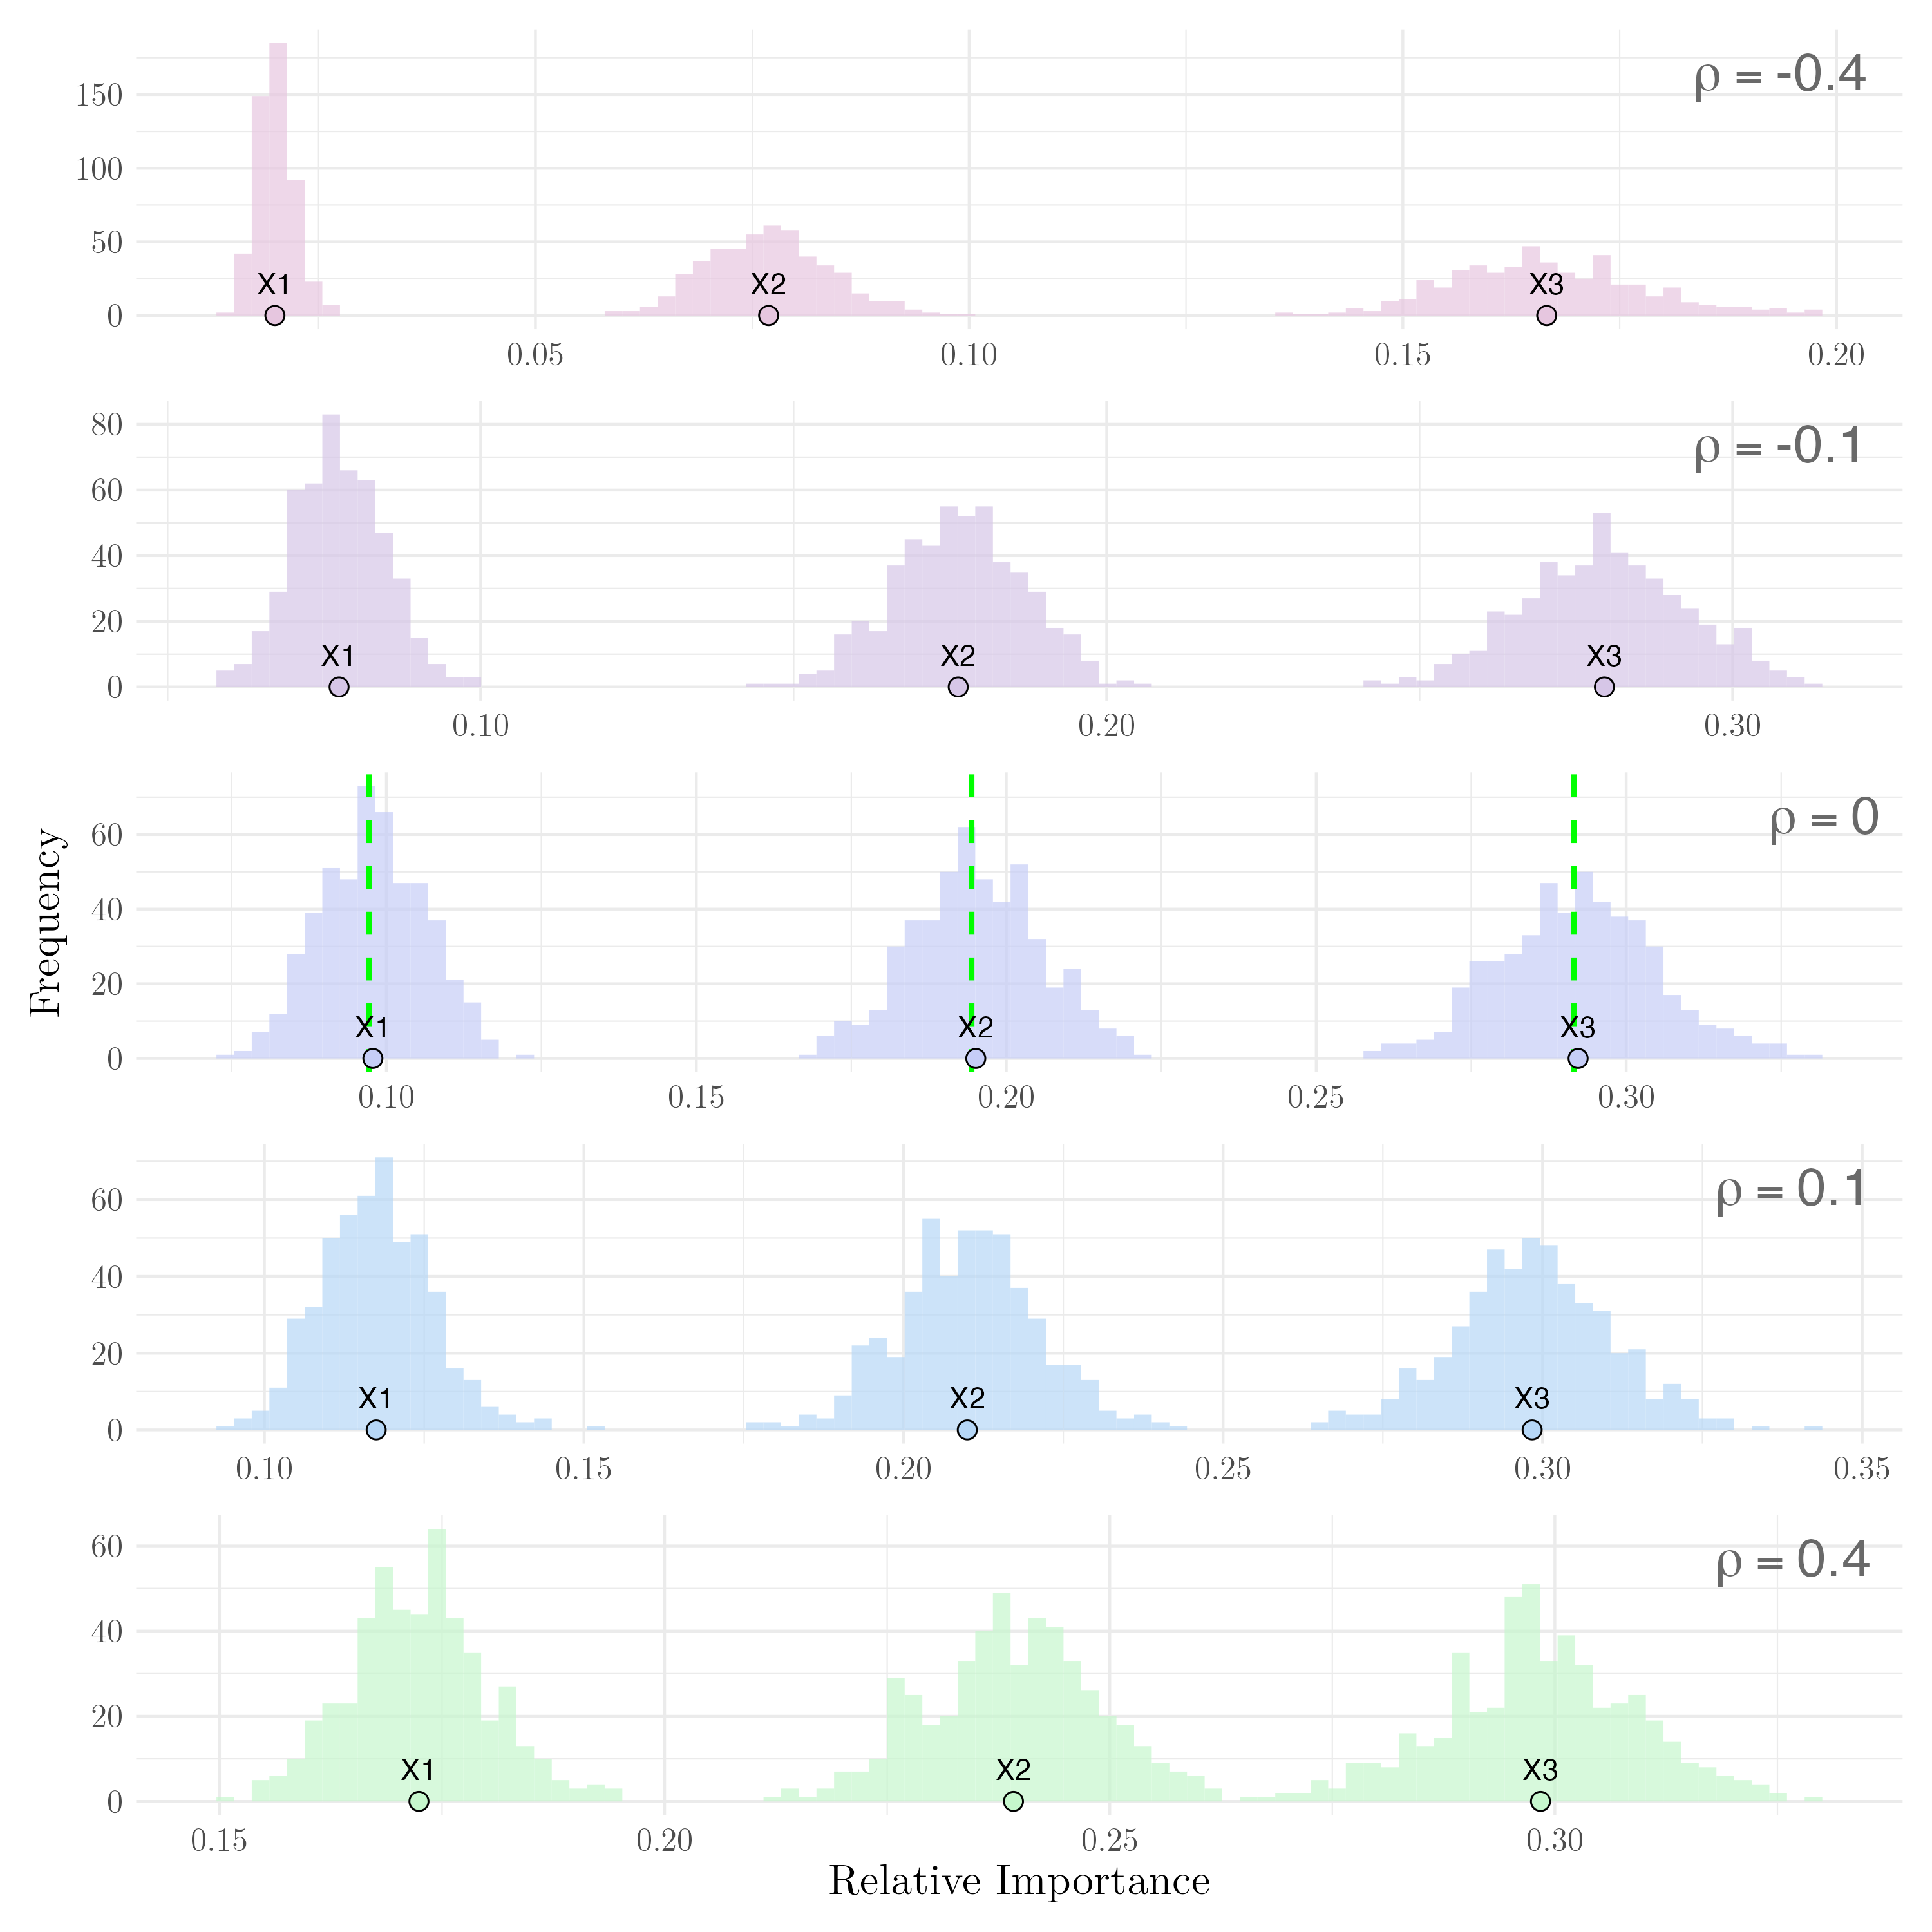 ρ = -0.4
150
100
50
0
X1 X2 X3
0.05 0.10 0.15 0.20
ρ = -0.1
80
60
40
20
0
X1 X2 X3
0.10 0.20 0.30
ρ = 0
60
40
20
0
X1 X2 X3
0.10 0.15 0.20 0.25 0.30
Frequency
ρ = 0.1
60
40
20
0
X1 X2 X3
0.10 0.15 0.20 0.25 0.30 0.35
ρ = 0.4
60
40
20
0
X1 X2 X3
0.15 0.20 0.25 0.30
Relative Importance